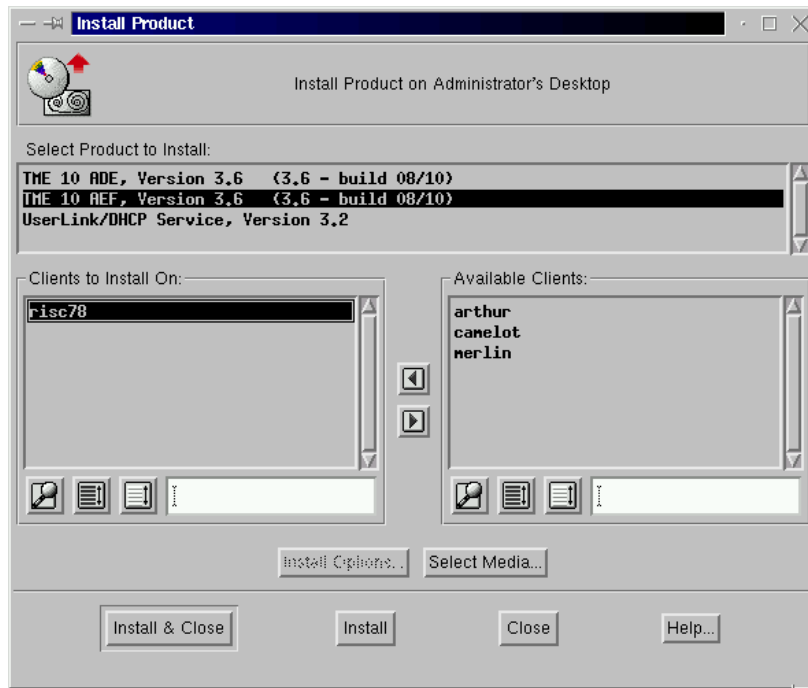 Install Product
Install Product on Administrator's Desktop
Select Product to Install:
TME 10 ADE, Version 3.6 (3.6 - build 08/10)
TME 10 AEF, Version 3.6 (3.6 - build 08/10)
UserLink/DHCP Service, Version 3.2
Clients to Install On:
risc78
Available Clients:
arthur
camelot
merlin
Install Options...
Select Media...
Install & Close
Install
Close
Help...